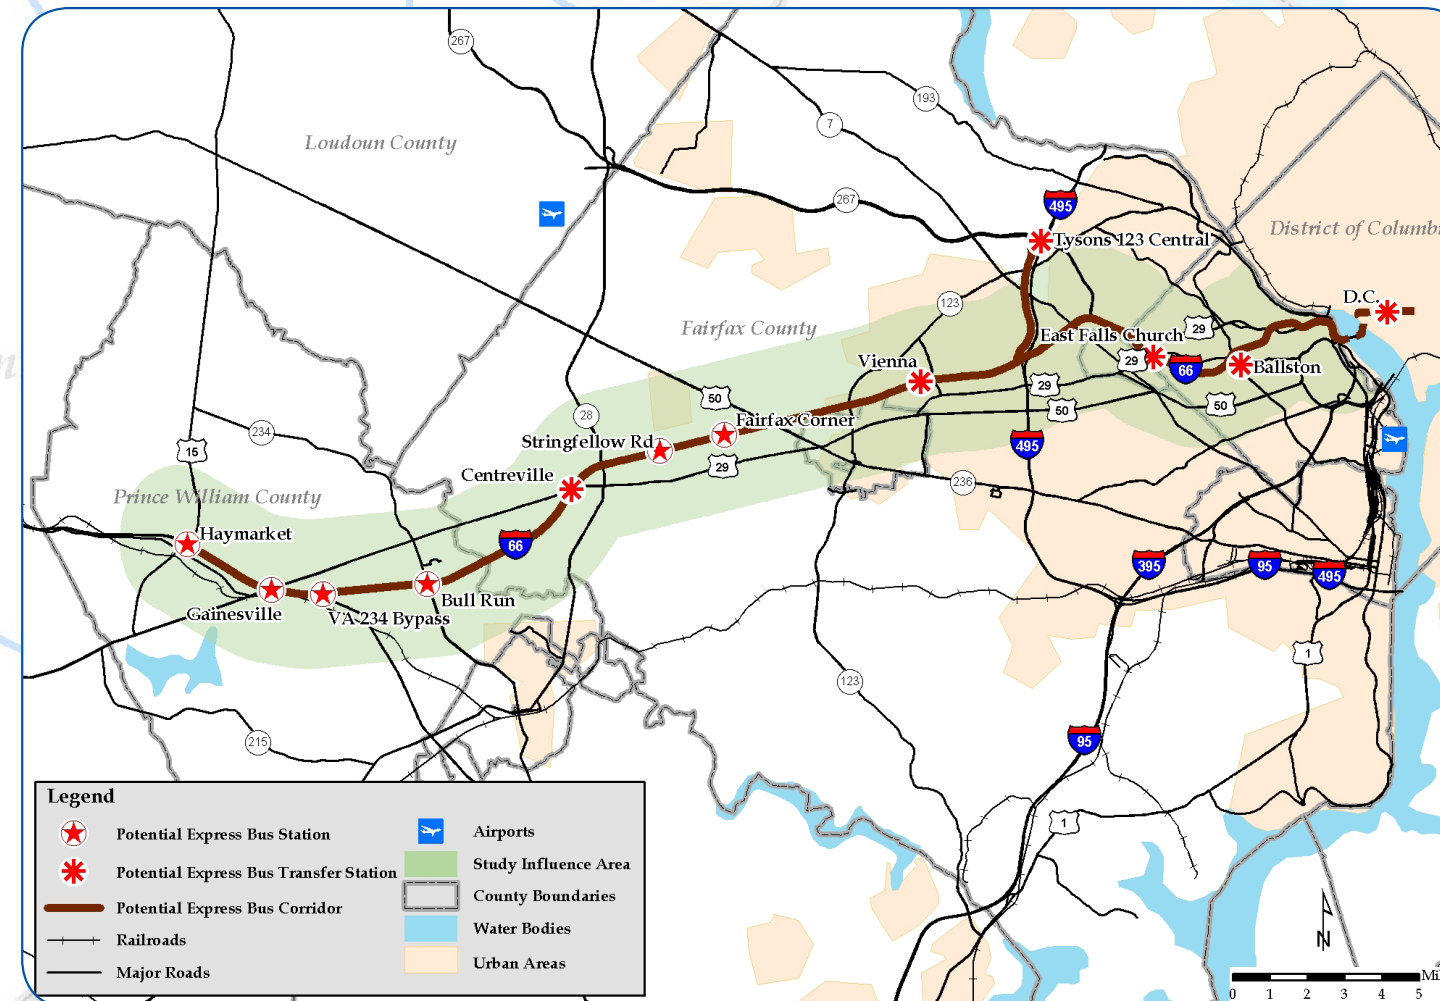 267
193
7
Loudoun County
267
495
District of Columb
Tysons 123 Central
D.C.
123
Fairfax County
29
East Falls Church
29
66
Vienna
Ballston
29
50
50
50
28
Fairfax Corner
234
Stringfellow Rd
15
495
29
Centreville
236
Prince William County
Haymarket
66
395
95
495
Gainesville
VA 234 Bypass
Bull Run
1
123
215
95
1
Legend
Potential Express Bus Station
Potential Express Bus Transfer Station
Potential Express Bus Corridor
Railroads
Major Roads
Airports
Study Influence Area
County Boundaries
Water Bodies
Urban Areas
N
Mi
0 1 2 3 4 5